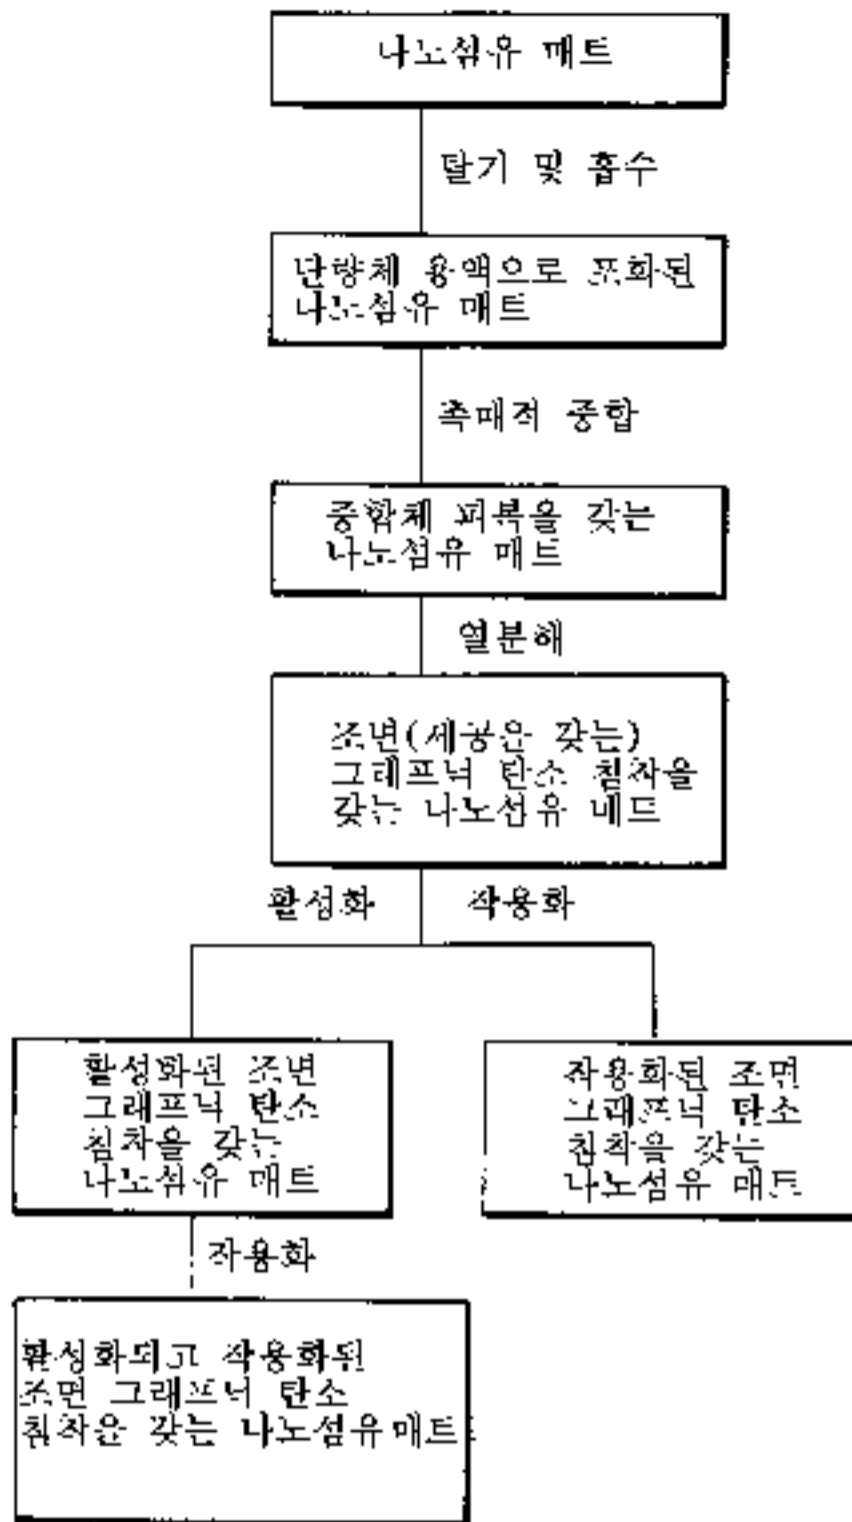 나노섬유 매트
탈기 및 흡수
단량체 용액으로 포화된
나노섬유 매트
촉매적 중합
중합체 피복을 갖는
나노섬유 매트
열분해
조면(세공을 갖는)
그래프닉 탄소 침착을
갖는 나노섬유 매트
활성화 작용화
활성화된 조면
그래프닉 탄소
침착을 갖는
나노섬유 매트
작용화된 조면
그래프닉 탄소
침착을 갖는
나노섬유 매트
작용화
활성화되고 작용화된
조면 그래프닉 탄소
침착을 갖는 나노섬유매트